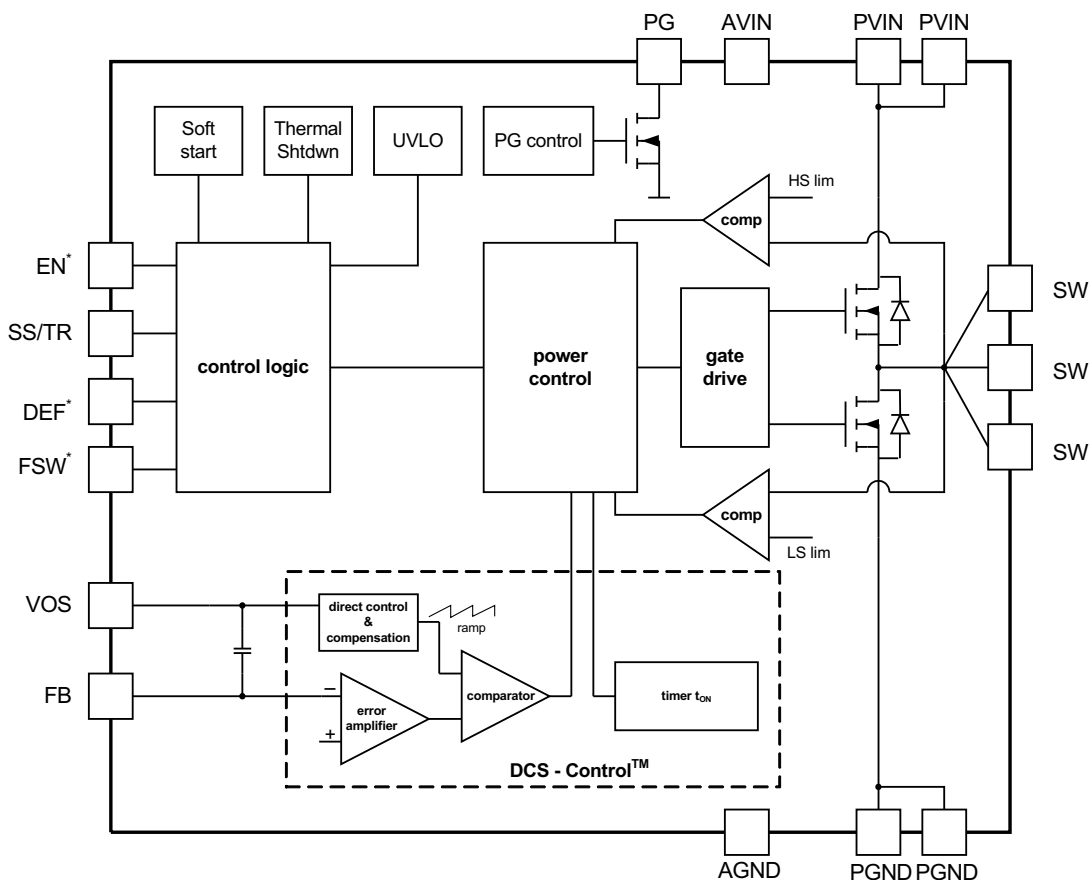 PG
AVIN
PVIN
PVIN
Soft
start
Thermal
Shtdwn
UVLO
PG control
HS lim
comp
EN*
SS/TR
DEF*
FSW*
control logic
power
control
gate
drive
SW
SW
SW
comp
LS lim
VOS
FB
direct control
&
compensation
ramp
−
+
error
amplifier
comparator
timer tON
DCS - Control™
AGND
PGND
PGND